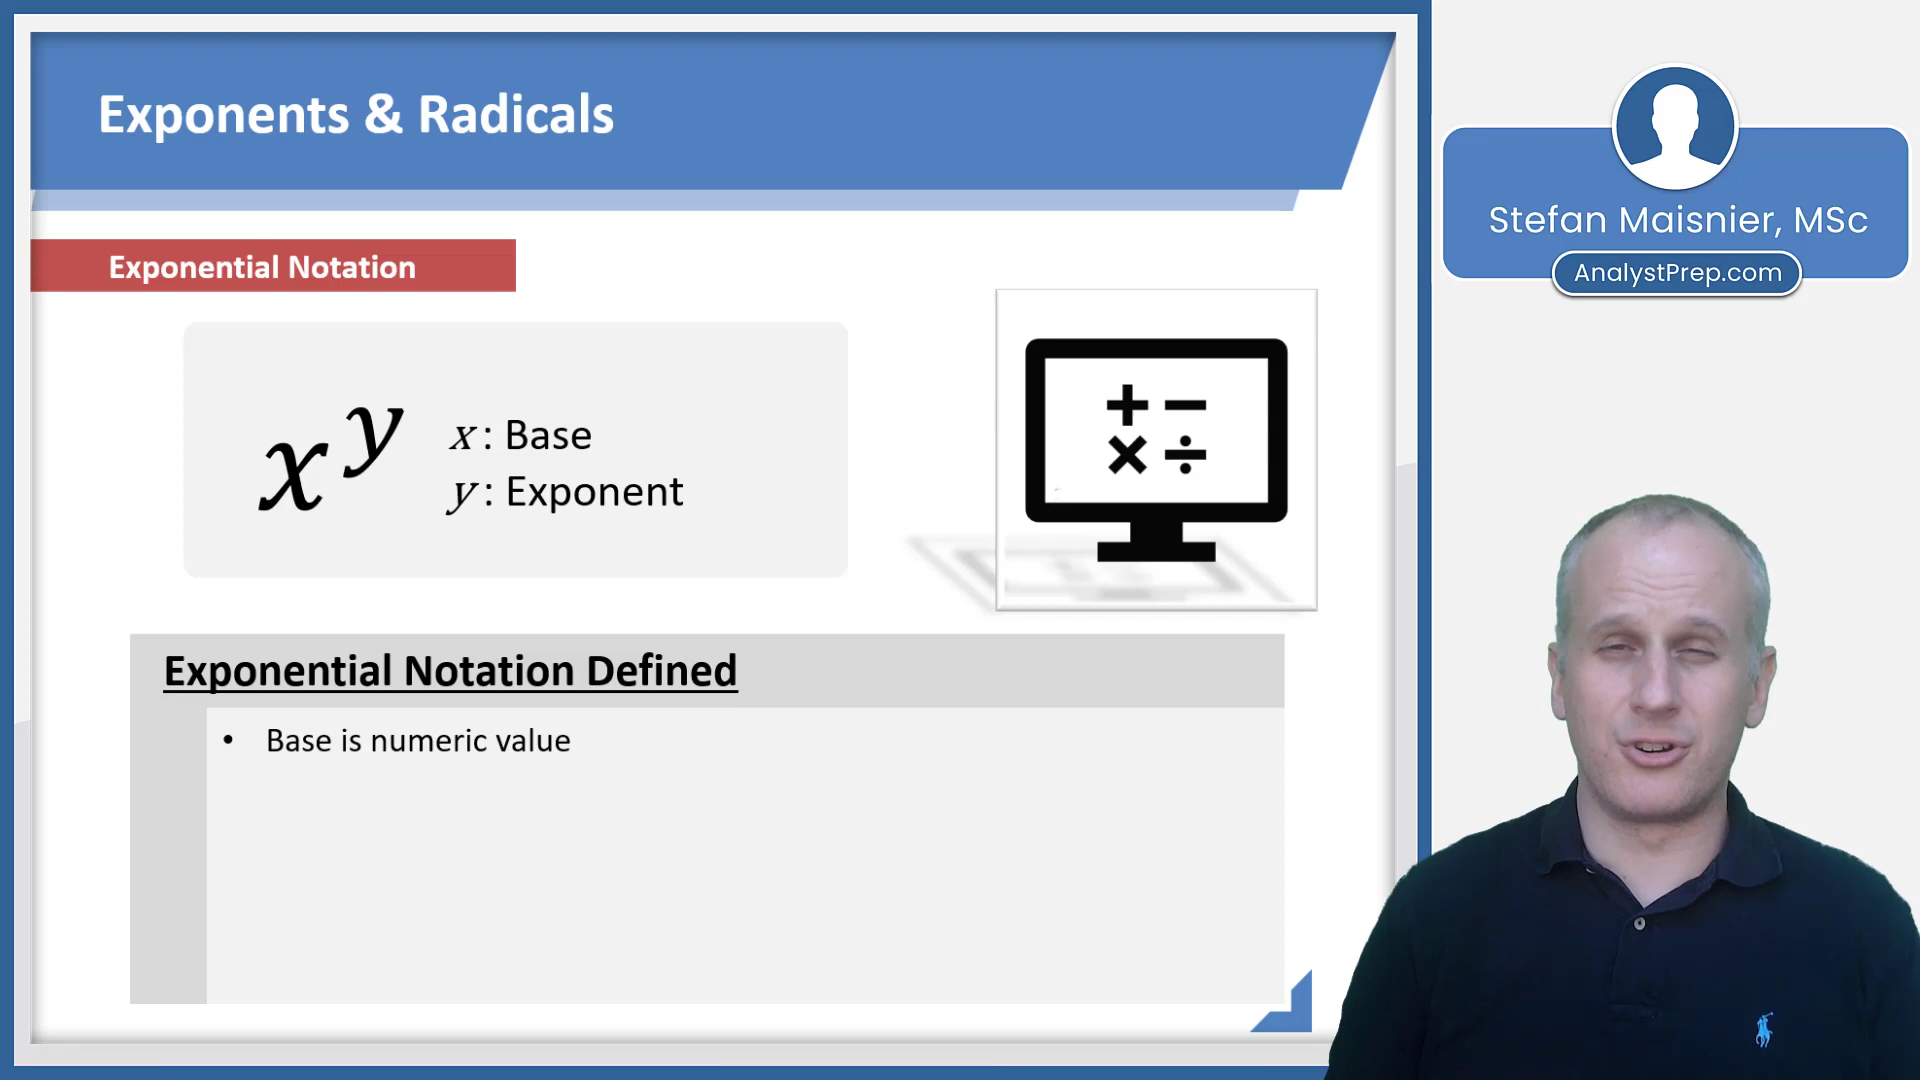 Exponents & Radicals
Exponential Notation
x^y
x : Base
y : Exponent
+ −
× ÷
Exponential Notation Defined
• Base is numeric value
Stefan Maisnier, MSc
AnalystPrep.com